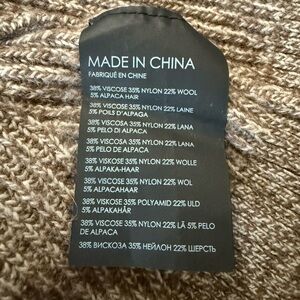 MADE IN CHINA
FABRIQUÉ EN CHINE
38% VISCOSE 35% NYLON 22% WOOL
5% ALPACA HAIR
38% VISCOSE 35% NYLON 22% LAINE
5% POILS D'ALPAGA
38% VISCOSA 35% NYLON 22% LANA
5% PELO DI ALPACA
38% VISCOSA 35% NYLON 22% LANA
5% PELO DE ALPACA
38% VISKOSE 35% NYLON 22% WOLLE
5% ALPAKA-HAAR
38% VISCOSE 35% NYLON 22% WOL
5% ALPACAHAAR
38% VISKOSE 35% POLYAMID 22% ULD
5% ALPAKAHÅR
38% VISCOSE 35% NYLON 22% LÃ 5% PELO
DE ALPACA
38% ВИСКОЗА 35% НЕЙЛОН 22% ШЕРСТЬ